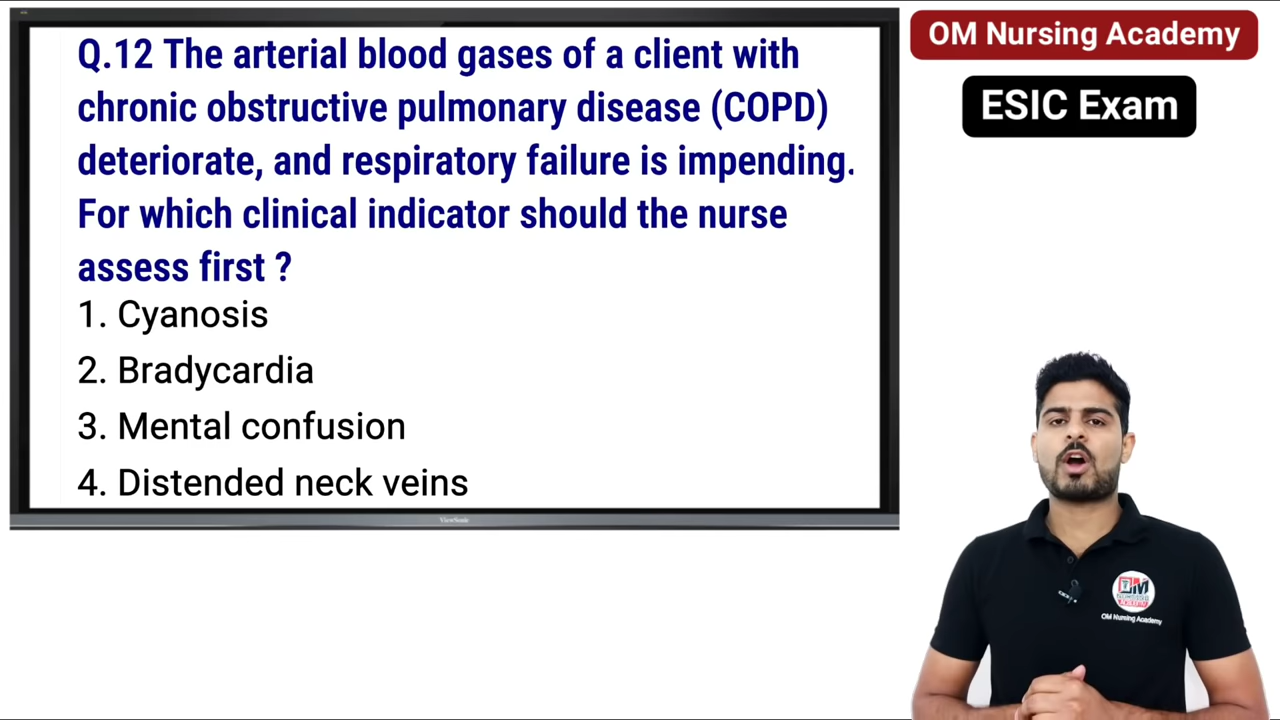 Q.12 The arterial blood gases of a client with
chronic obstructive pulmonary disease (COPD)
deteriorate, and respiratory failure is impending.
For which clinical indicator should the nurse
assess first ?
1. Cyanosis
2. Bradycardia
3. Mental confusion
4. Distended neck veins
ViewSonic
OM Nursing Academy
ESIC Exam
OM
OM Nursing Academy